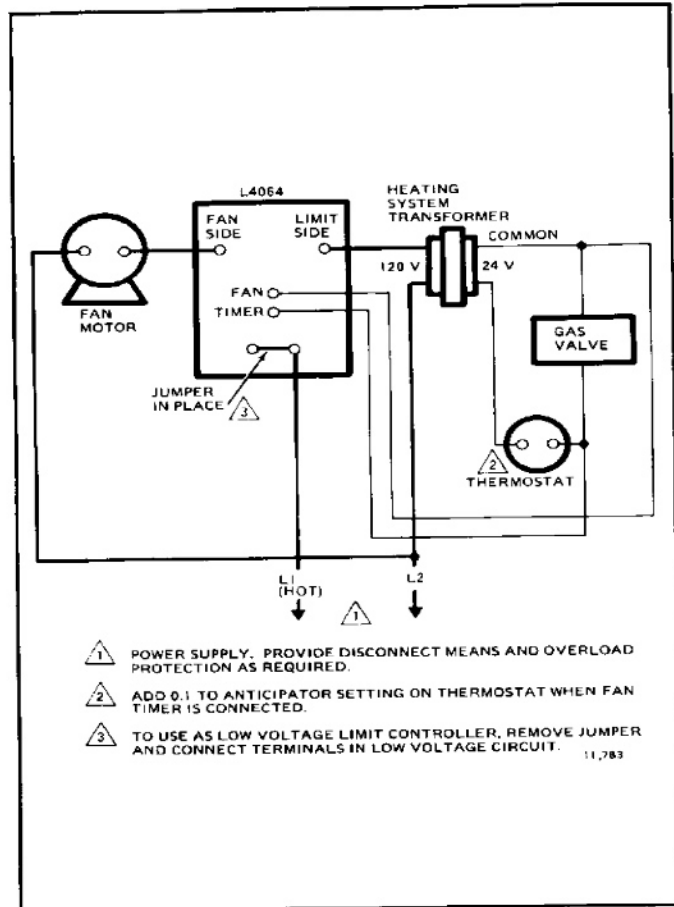 L4064
HEATING
SYSTEM
TRANSFORMER
FAN
SIDE
LIMIT
SIDE
COMMON
120 V
24 V
FAN
TIMER
FAN
MOTOR
GAS
VALVE
JUMPER
IN PLACE
3
2
THERMOSTAT
L1
(HOT)
L2
1
1 POWER SUPPLY. PROVIDE DISCONNECT MEANS AND OVERLOAD
PROTECTION AS REQUIRED.
2 ADD 0.1 TO ANTICIPATOR SETTING ON THERMOSTAT WHEN FAN
TIMER IS CONNECTED.
3 TO USE AS LOW VOLTAGE LIMIT CONTROLLER, REMOVE JUMPER
AND CONNECT TERMINALS IN LOW VOLTAGE CIRCUIT.
11,783